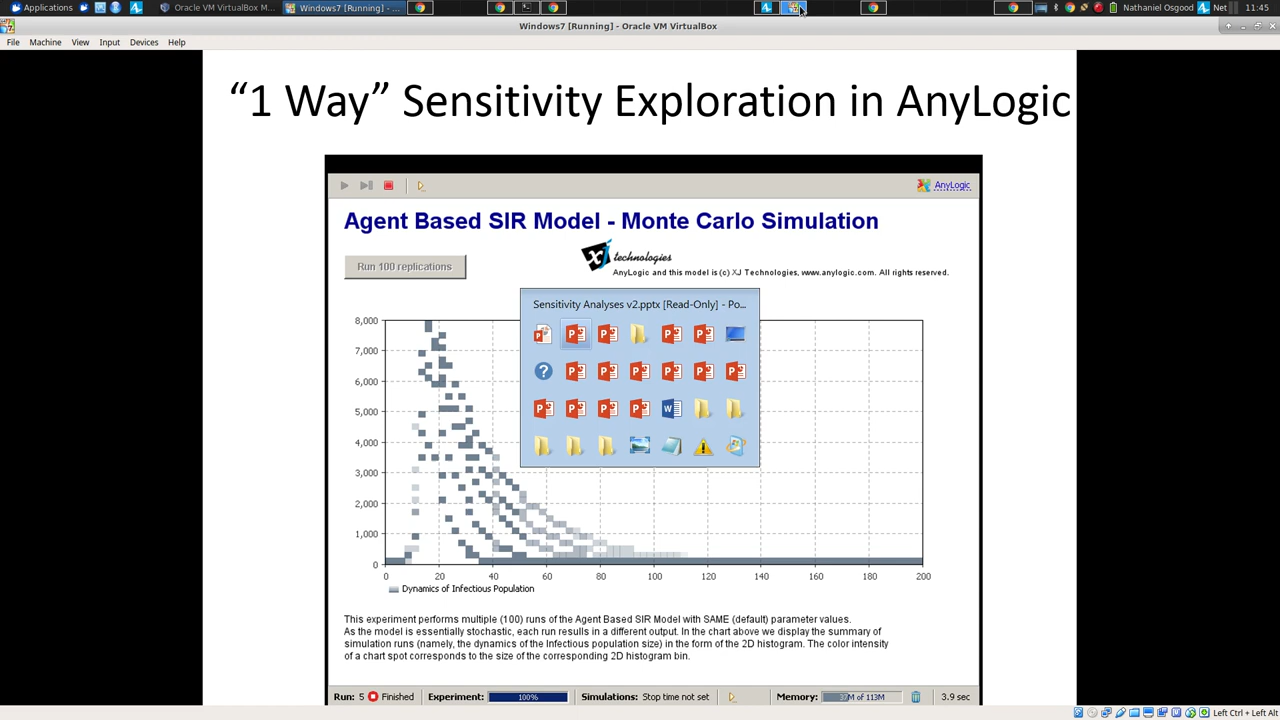 Applications
Oracle VM VirtualBox M...
Windows7 [Running] - ...
Nathaniel Osgood
Net
11:45
Windows7 [Running] - Oracle VM VirtualBox
File Machine View Input Devices Help
“1 Way” Sensitivity Exploration in AnyLogic
AnyLogic
Agent Based SIR Model - Monte Carlo Simulation
Run 100 replications
xj technologies
AnyLogic and this model is (c) XJ Technologies, www.anylogic.com. All rights reserved.
Sensitivity Analyses v2.pptx [Read-Only] - Po...
8,000
7,000
6,000
5,000
4,000
3,000
2,000
1,000
0
0 20 40 60 80 100 120 140 160 180 200
Dynamics of Infectious Population
This experiment performs multiple (100) runs of the Agent Based SIR Model with SAME (default) parameter values.
As the model is essentially stochastic, each run results in a different output. In the chart above we display the summary of
simulation runs (namely, the dynamics of the Infectious population size) in the form of the 2D histogram. The color intensity
of a chart spot corresponds to the size of the corresponding 2D histogram bin.
Run: 5 Finished Experiment: 100% Simulations: Stop time not set Memory: 37M of 113M 3.9 sec
Left Ctrl + Left Alt